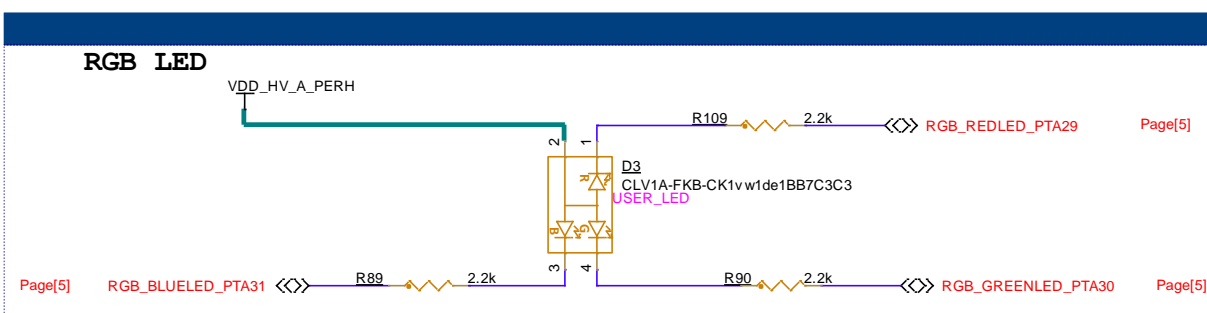 RGB LED
VDD_HV_A_PERH
R109 2.2k RGB_REDLED_PTA29 Page[5]
2 1
D3
R
CLV1A-FKB-CK1vw1de1BB7C3C3
USER_LED
B G
3 4
Page[5] RGB_BLUELED_PTA31 R89 2.2k
R90 2.2k RGB_GREENLED_PTA30 Page[5]